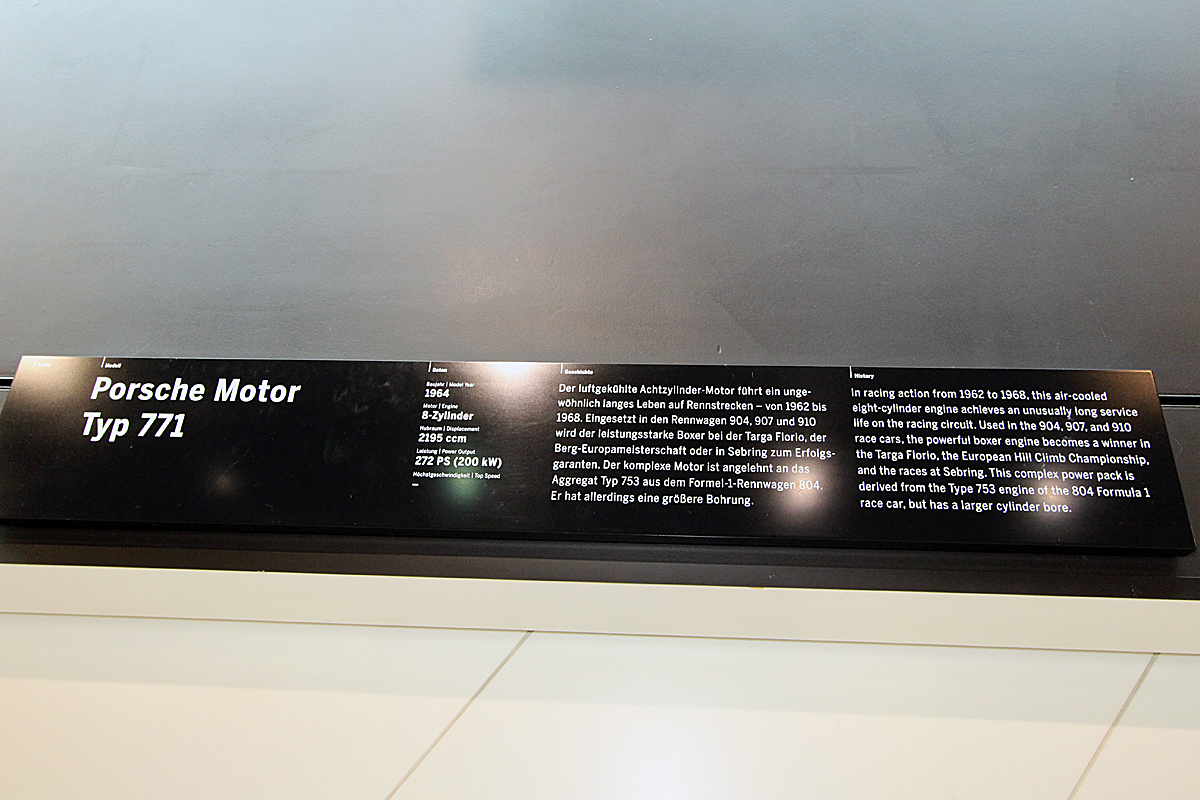 Modell
Porsche Motor
Typ 771
Daten
Baujahr | Model Year
1964
Motor | Engine
8-Zylinder
Hubraum | Displacement
2195 ccm
Leistung | Power Output
272 PS (200 kW)
Höchstgeschwindigkeit | Top Speed
—
Geschichte
Der luftgekühlte Achtzylinder-Motor führt ein unge-
wöhnlich langes Leben auf Rennstrecken – von 1962 bis
1968. Eingesetzt in den Rennwagen 904, 907 und 910
wird der leistungsstarke Boxer bei der Targa Florio, der
Berg-Europameisterschaft oder in Sebring zum Erfolgs-
garanten. Der komplexe Motor ist angelehnt an das
Aggregat Typ 753 aus dem Formel-1-Rennwagen 804.
Er hat allerdings eine größere Bohrung.
History
In racing action from 1962 to 1968, this air-cooled
eight-cylinder engine achieves an unusually long service
life on the racing circuit. Used in the 904, 907, and 910
race cars, the powerful boxer engine becomes a winner in
the Targa Florio, the European Hill Climb Championship,
and the races at Sebring. This complex power pack is
derived from the Type 753 engine of the 804 Formula 1
race car, but has a larger cylinder bore.